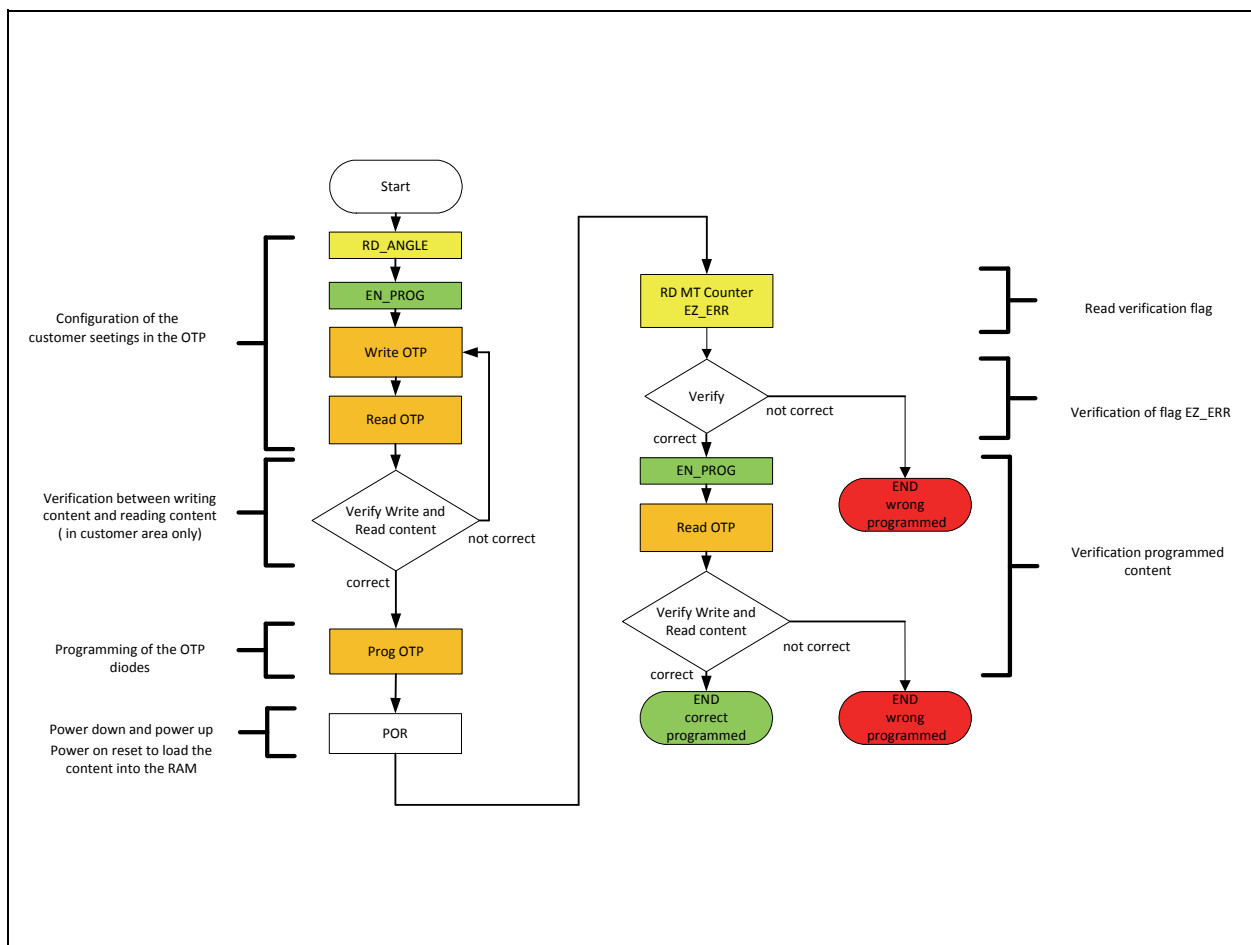 Start
RD_ANGLE
EN_PROG
Configuration of the
customer seetings in the OTP
Write OTP
Read OTP
Verification between writing
content and reading content
( in customer area only)
Verify Write and
Read content
not correct
correct
Programming of the OTP
diodes
Prog OTP
Power down and power up
Power on reset to load the
content into the RAM
POR
RD MT Counter
EZ_ERR
Read verification flag
Verify
not correct
correct
Verification of flag EZ_ERR
EN_PROG
END
wrong
programmed
Read OTP
Verification programmed
content
Verify Write and
Read content
not correct
correct
END
correct
programmed
END
wrong
programmed